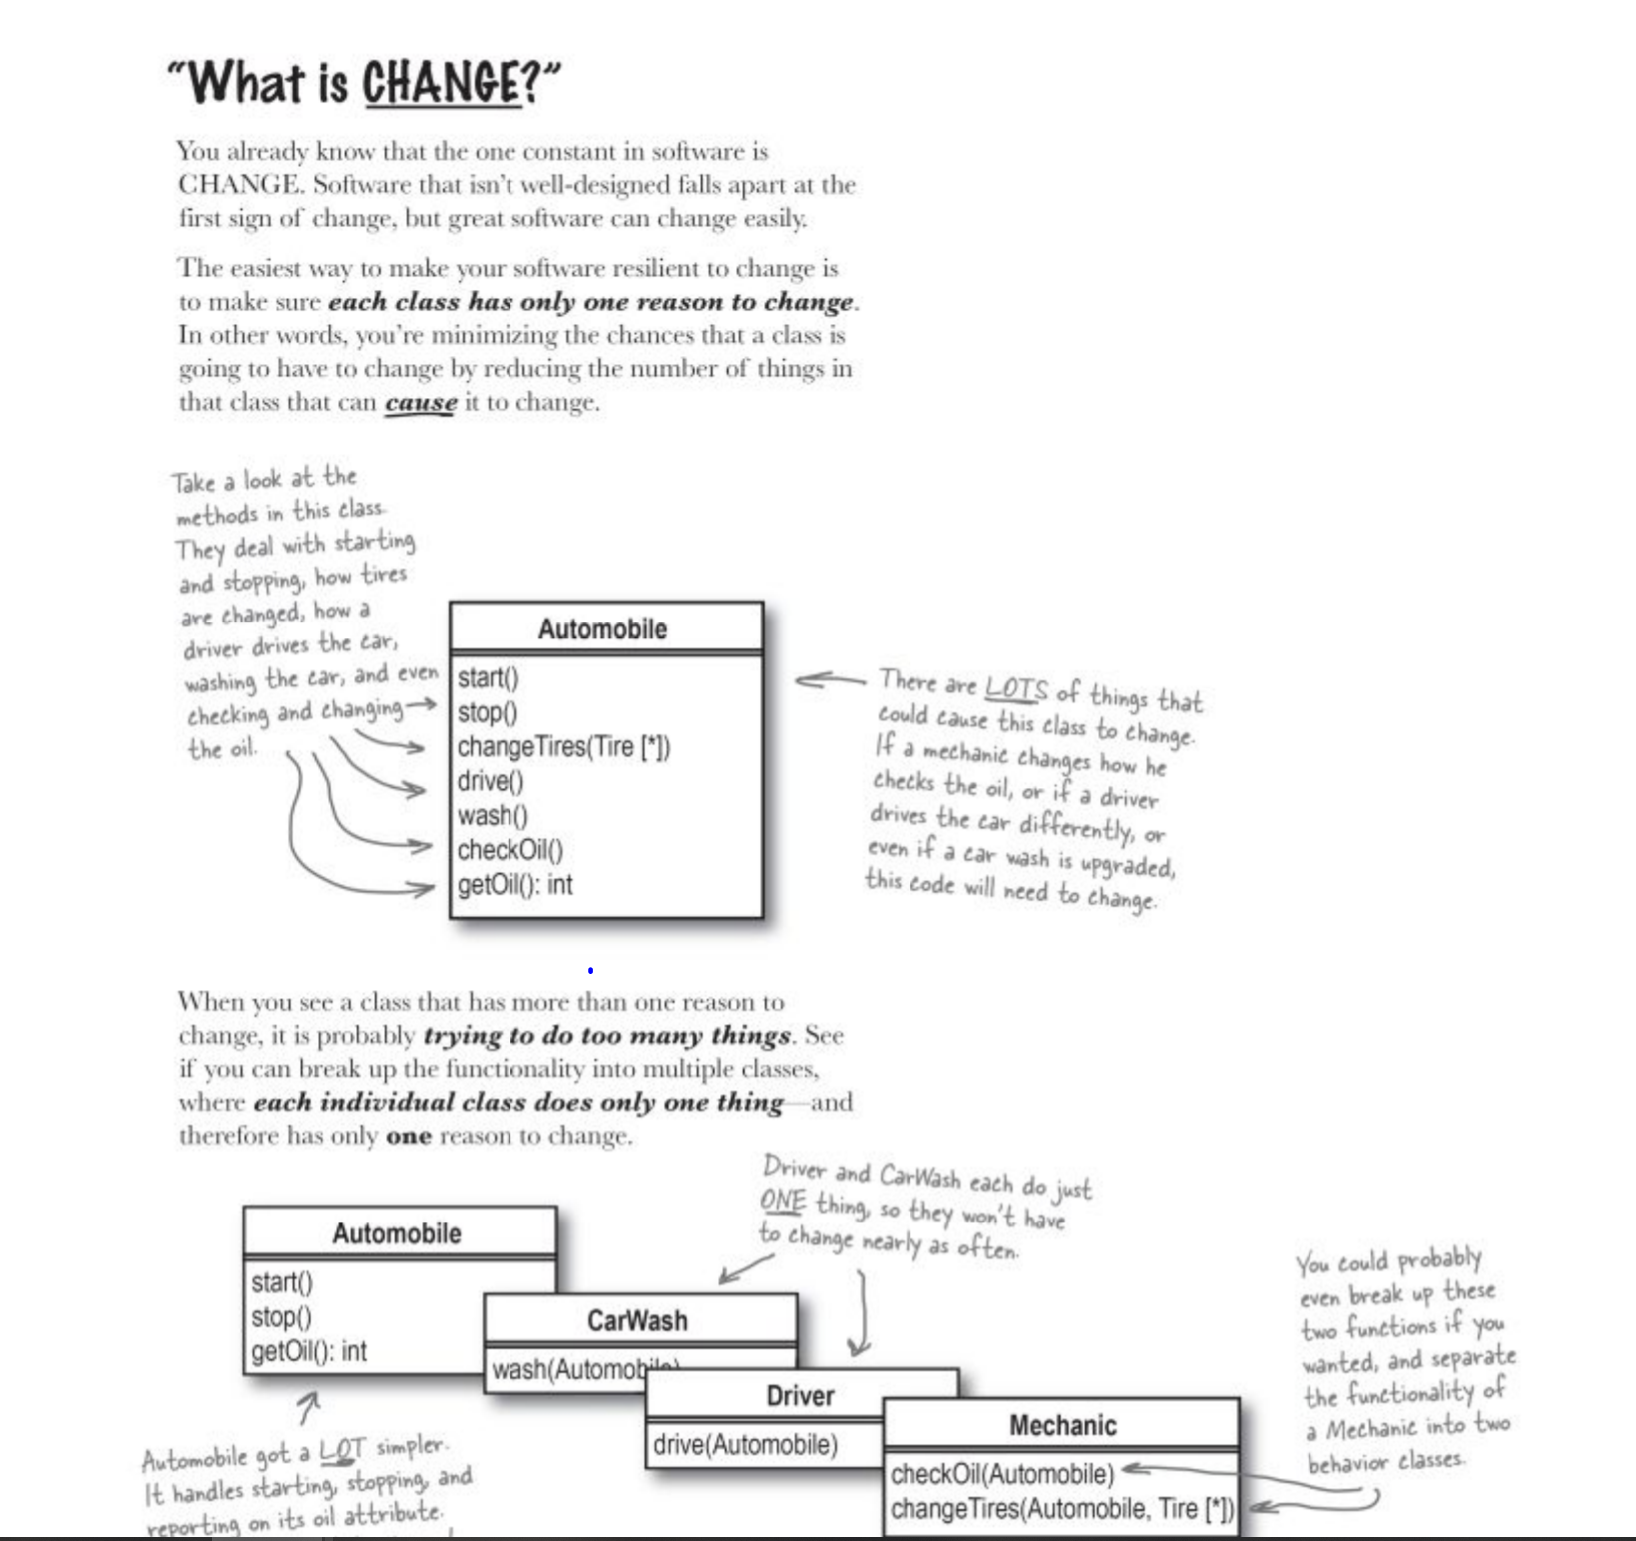 “What is CHANGE?”
You already know that the one constant in software is
CHANGE. Software that isn’t well-designed falls apart at the
first sign of change, but great software can change easily.
The easiest way to make your software resilient to change is
to make sure each class has only one reason to change.
In other words, you’re minimizing the chances that a class is
going to have to change by reducing the number of things in
that class that can cause it to change.
Take a look at the
methods in this class.
They deal with starting
and stopping, how tires
are changed, how a
driver drives the car,
washing the car, and even
checking and changing
the oil.
Automobile
start()
stop()
changeTires(Tire [*])
drive()
wash()
checkOil()
getOil(): int
There are LOTS of things that
could cause this class to change.
If a mechanic changes how he
checks the oil, or if a driver
drives the car differently, or
even if a car wash is upgraded,
this code will need to change.
When you see a class that has more than one reason to
change, it is probably trying to do too many things. See
if you can break up the functionality into multiple classes,
where each individual class does only one thing—and
therefore has only one reason to change.
Driver and CarWash each do just
ONE thing, so they won’t have
to change nearly as often.
Automobile
start()
stop()
getOil(): int
CarWash
wash(Automobile)
Driver
drive(Automobile)
Mechanic
checkOil(Automobile)
changeTires(Automobile, Tire [*])
You could probably
even break up these
two functions if you
wanted, and separate
the functionality of
a Mechanic into two
behavior classes.
Automobile got a LOT simpler.
It handles starting, stopping, and
reporting on its oil attribute.